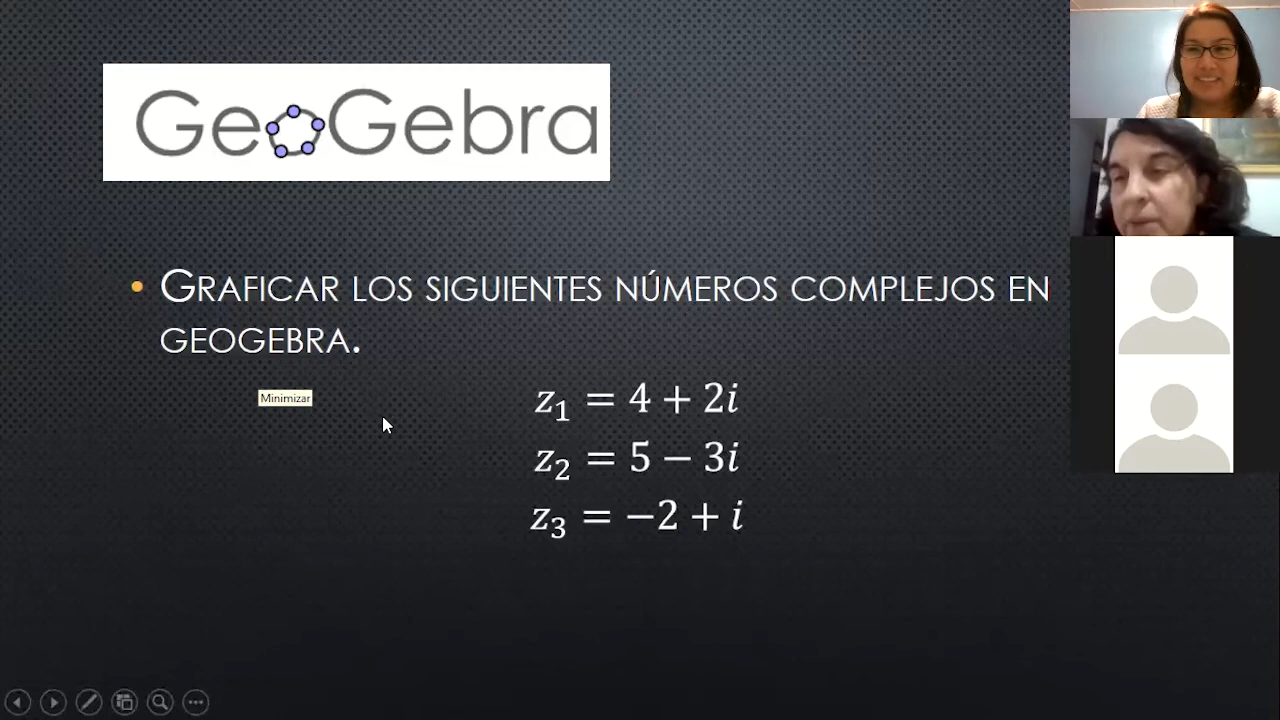 GeoGebra
• GRAFICAR LOS SIGUIENTES NÚMEROS COMPLEJOS EN
GEOGEBRA.
Minimizar
z₁ = 4 + 2i
z₂ = 5 − 3i
z₃ = −2 + i